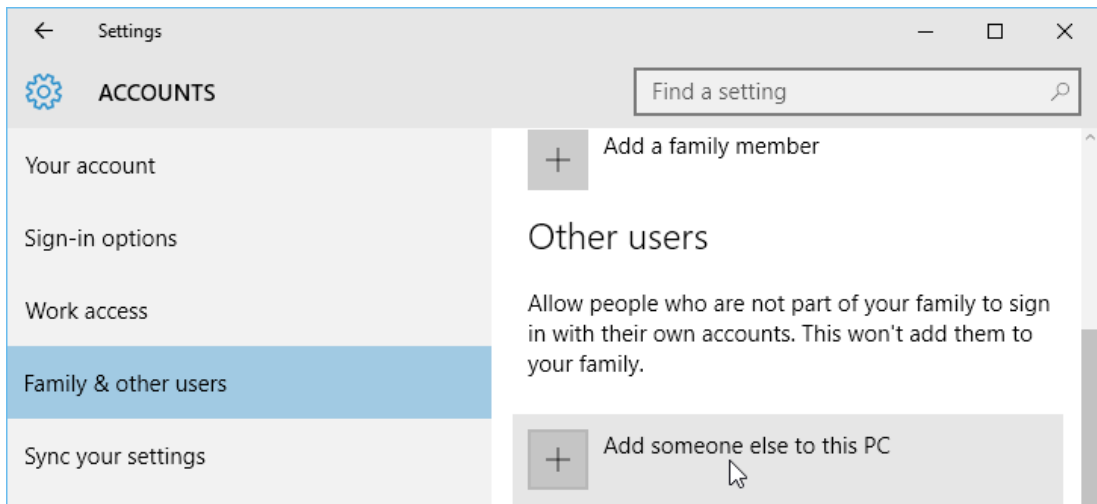 Settings
ACCOUNTS
Find a setting
Your account
Sign-in options
Work access
Family & other users
Sync your settings
Add a family member
Other users
Allow people who are not part of your family to sign
in with their own accounts. This won't add them to
your family.
Add someone else to this PC